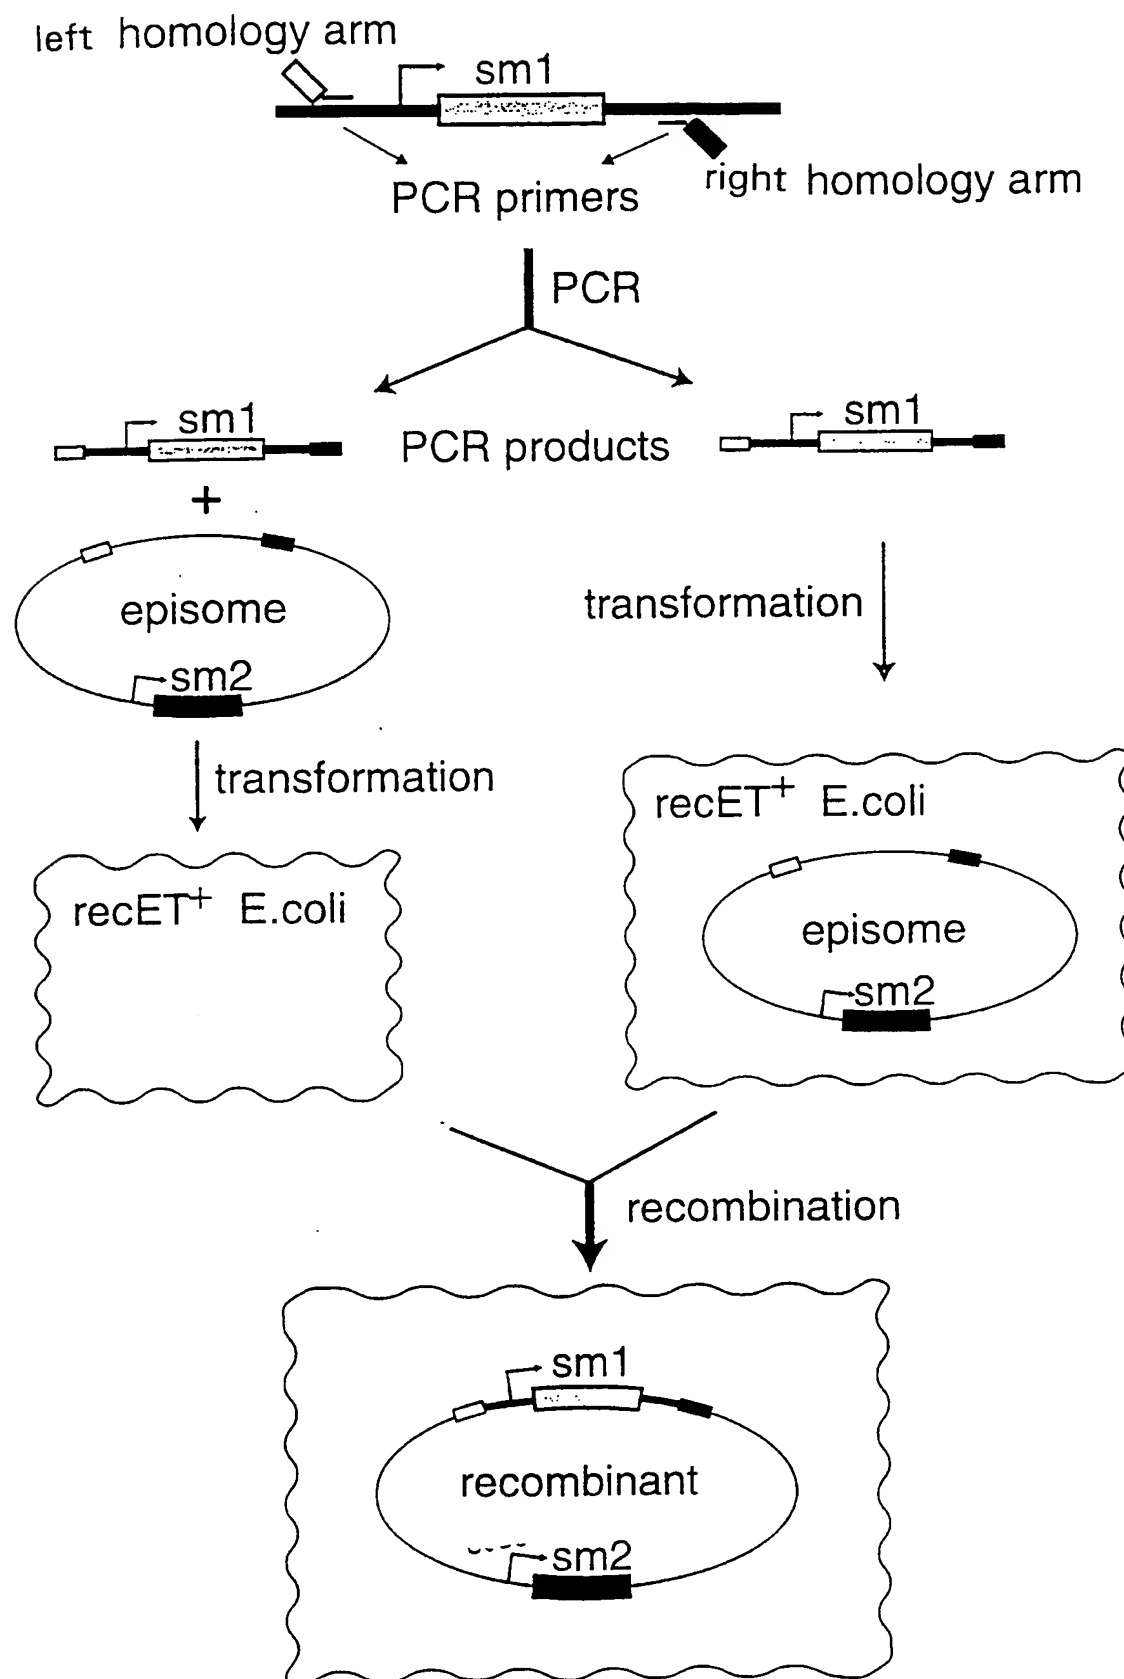 left homology arm
sm1
right homology arm
PCR primers
PCR
sm1
PCR products
sm1
+
episome
sm2
transformation
transformation
recET+ E.coli
recET+ E.coli
episome
sm2
recombination
sm1
recombinant
sm2